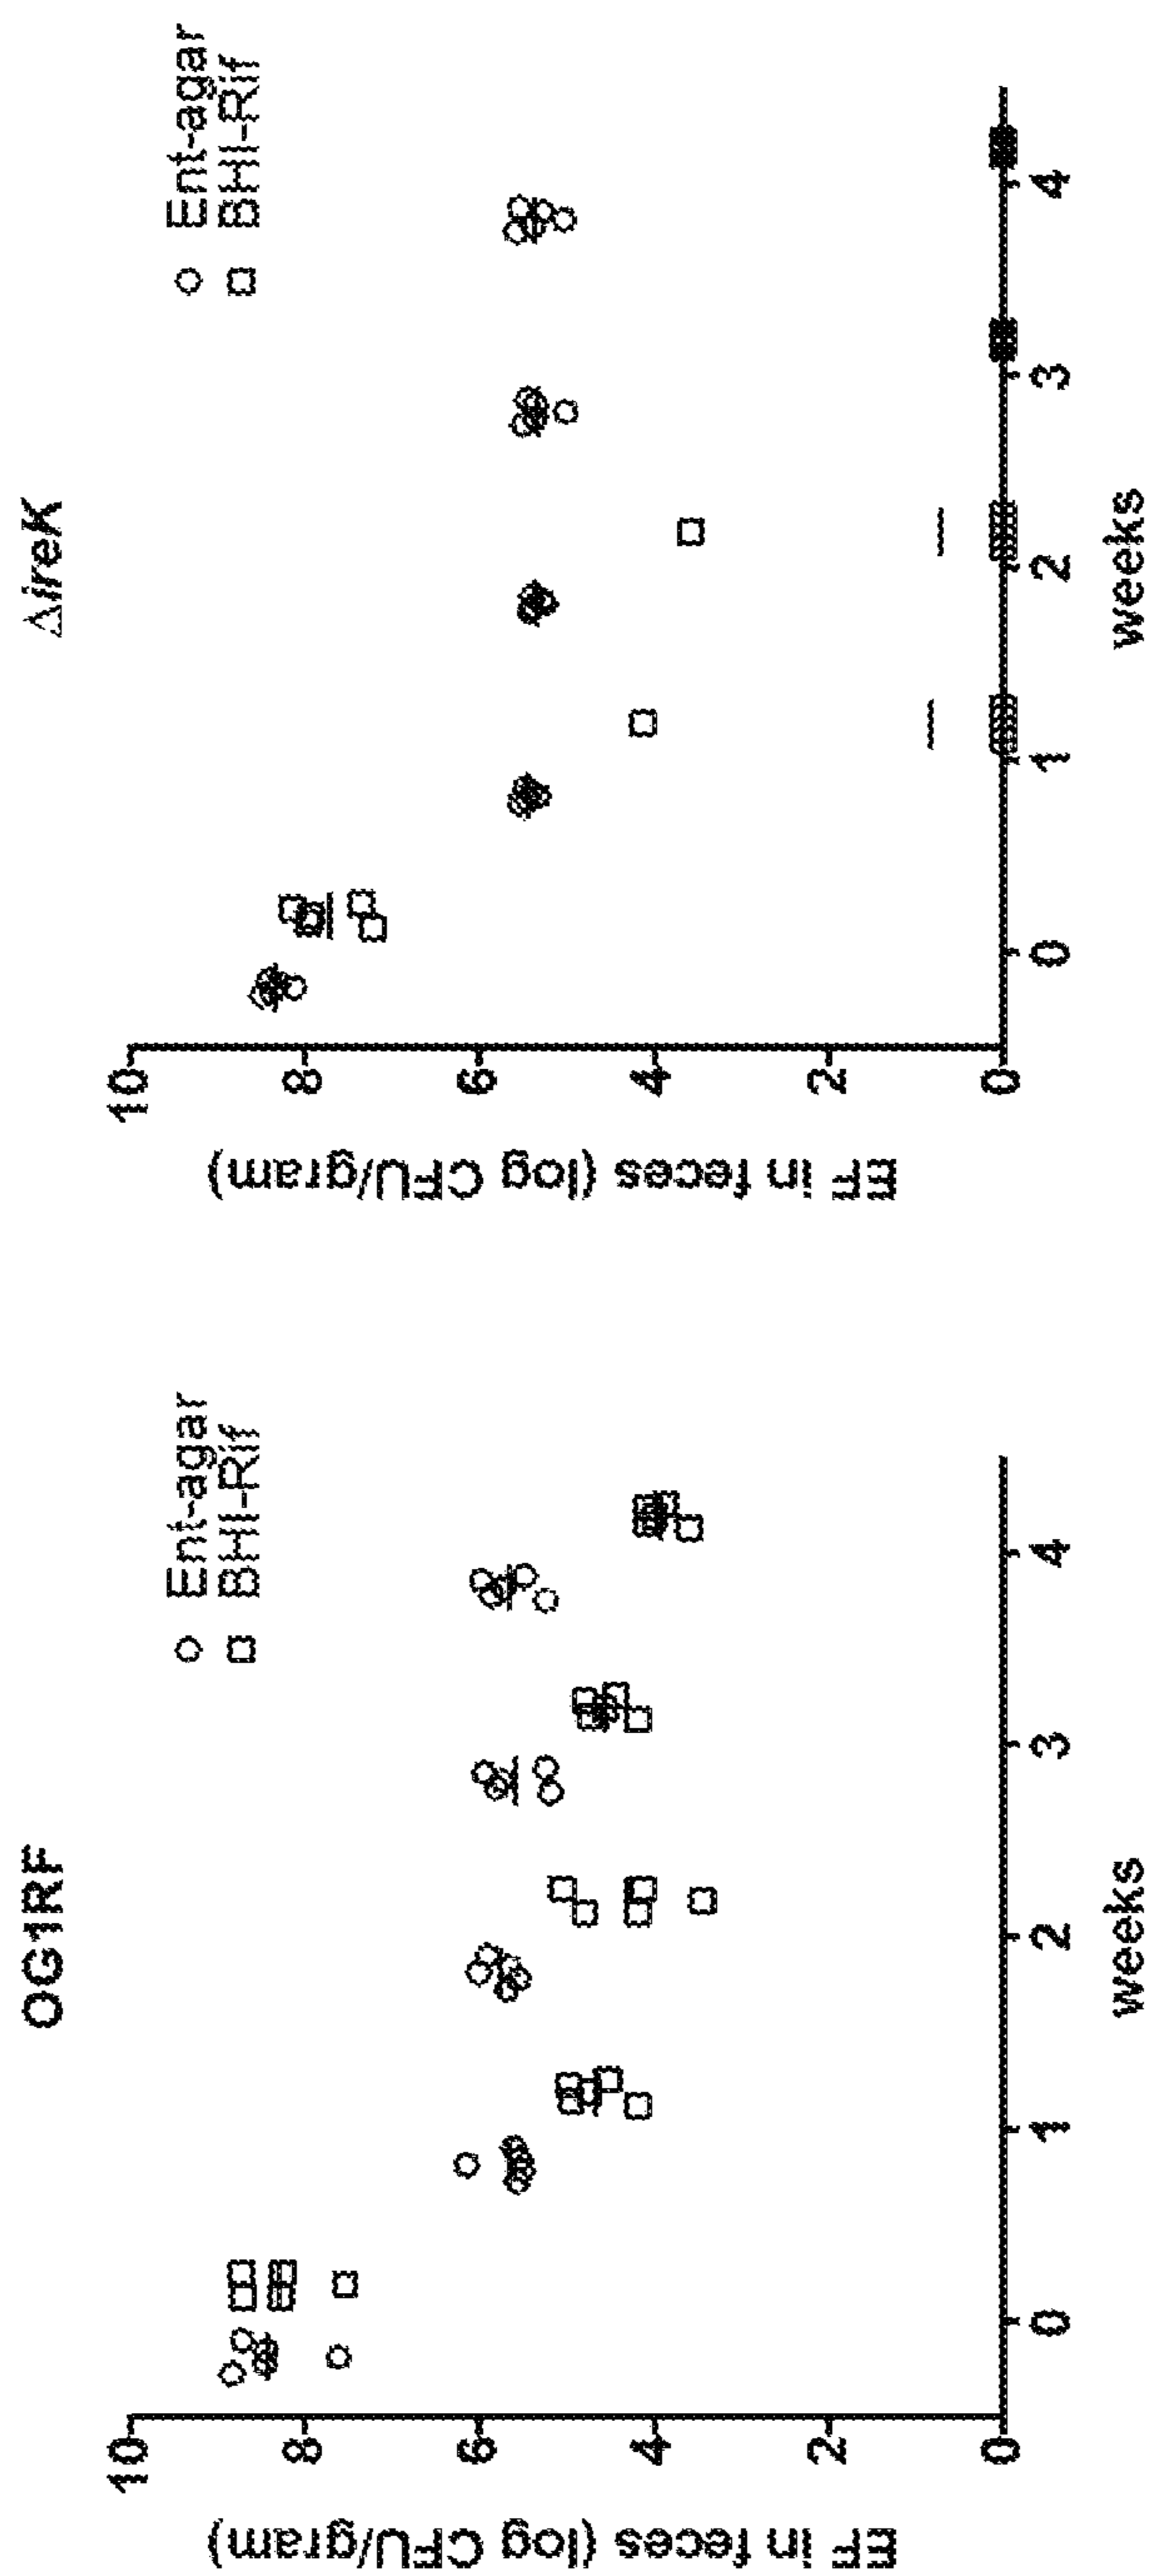 OG1RF
Ent-agar
BHI-Rif
EF in feces (log CFU/gram)
10
8
6
4
2
0
0 1 2 3 4
weeks
ΔireK
Ent-agar
BHI-Rif
EF in feces (log CFU/gram)
10
8
6
4
2
0
0 1 2 3 4
weeks